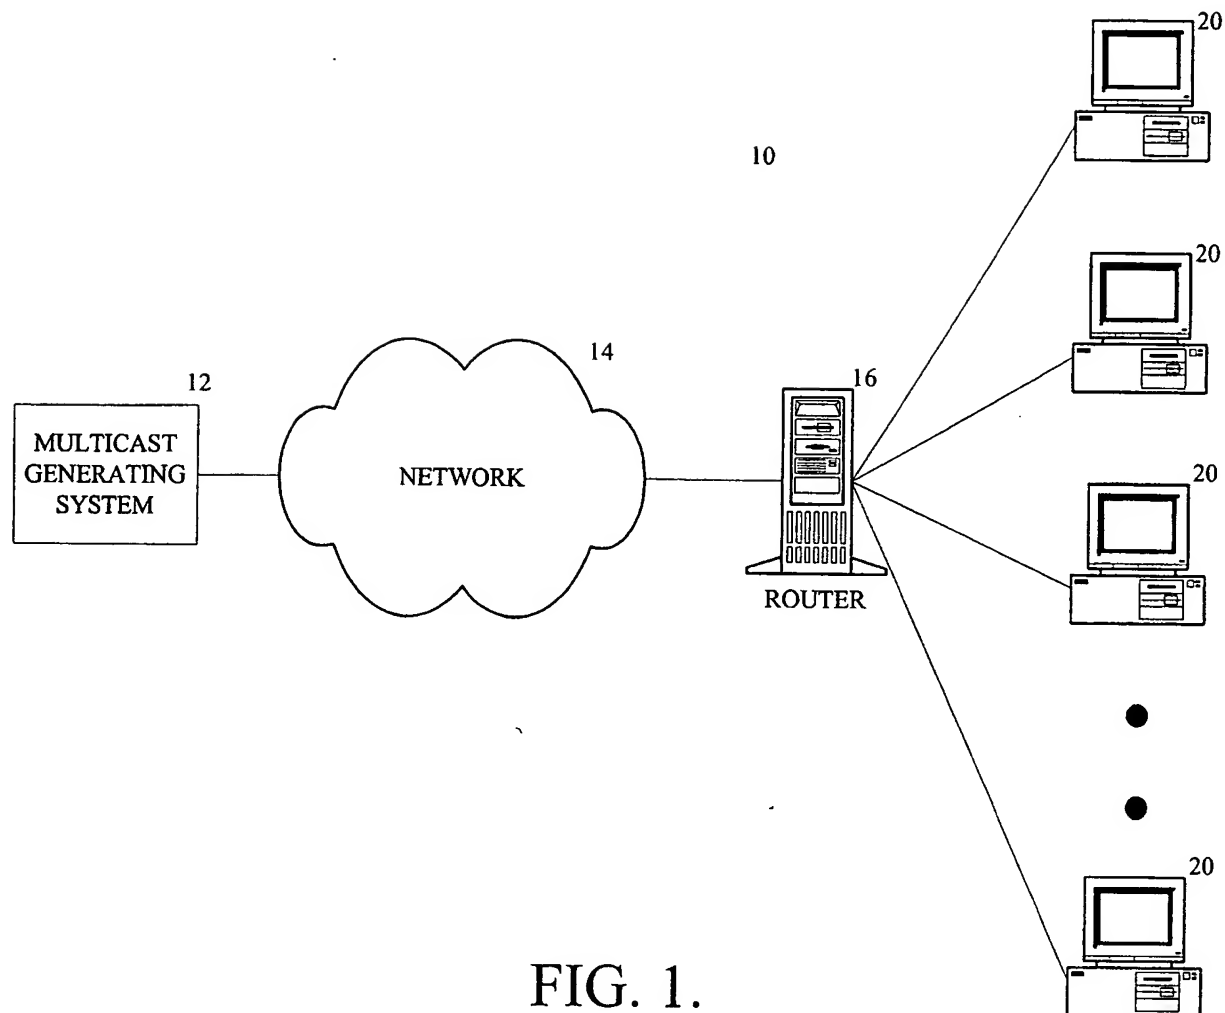 20
10
20
14
12
16
MULTICAST
GENERATING
SYSTEM
NETWORK
20
ROUTER
20
FIG. 1.